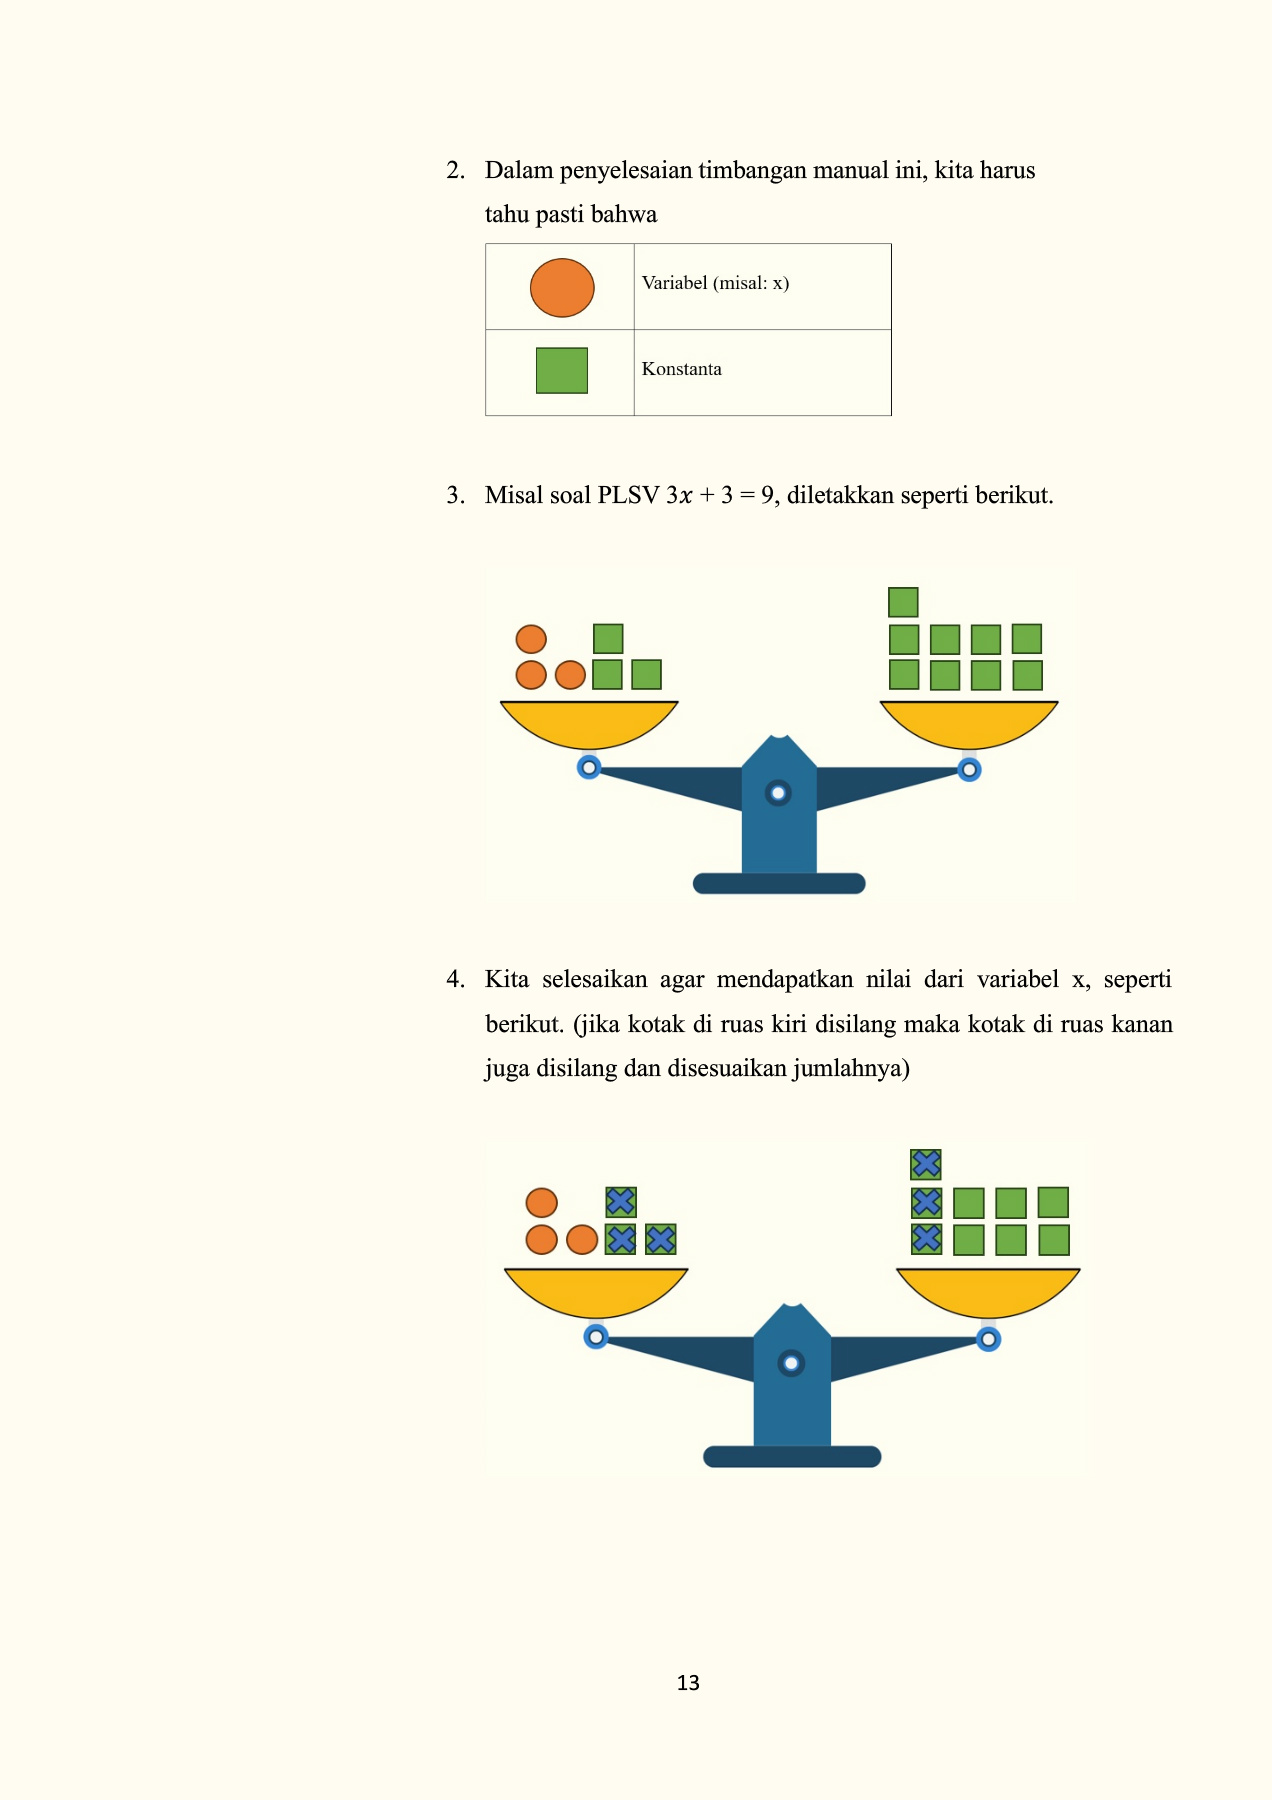 2. Dalam penyelesaian timbangan manual ini, kita harus
tahu pasti bahwa
Variabel (misal: x)
Konstanta
3. Misal soal PLSV 3𝑥 + 3 = 9, diletakkan seperti berikut.
4. Kita selesaikan agar mendapatkan nilai dari variabel x, seperti
berikut. (jika kotak di ruas kiri disilang maka kotak di ruas kanan
juga disilang dan disesuaikan jumlahnya)
13